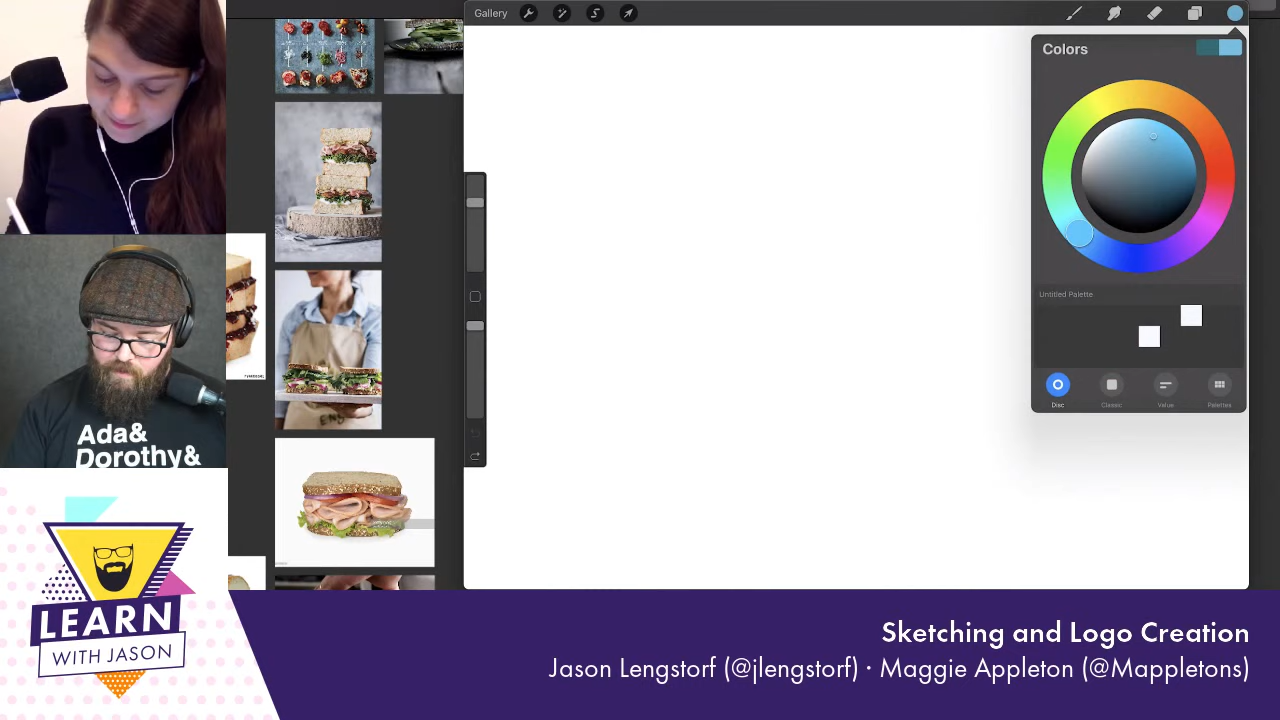 Gallery
Colors
Untitled Palette
Disc
Classic
Value
Palettes
Ada&
Dorothy&
LEARN
WITH JASON
Sketching and Logo Creation
Jason Lengstorf (@jlengstorf) · Maggie Appleton (@Mappletons)